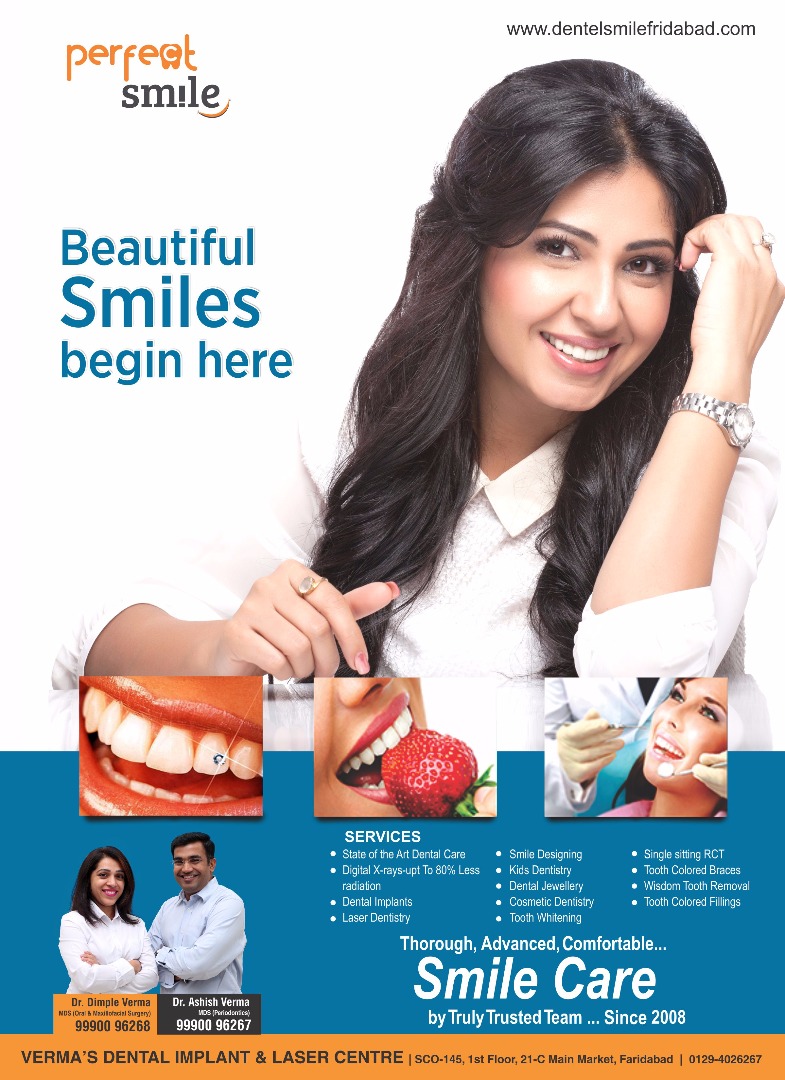 www.dentelsmilefridabad.com
perfect
smile
Beautiful
Smiles
begin here
SERVICES
State of the Art Dental Care
Digital X-rays-upt To 80% Less
radiation
Dental Implants
Laser Dentistry
Smile Designing
Kids Dentistry
Dental Jewellery
Cosmetic Dentistry
Tooth Whitening
Single sitting RCT
Tooth Colored Braces
Wisdom Tooth Removal
Tooth Colored Fillings
Thorough, Advanced, Comfortable...
Smile Care
by Truly Trusted Team ... Since 2008
Dr. Dimple Verma
MDS (Oral & Maxillofacial Surgery)
99900 96268
Dr. Ashish Verma
MDS (Periodontics)
99900 96267
VERMA'S DENTAL IMPLANT & LASER CENTRE | SCO-145, 1st Floor, 21-C Main Market, Faridabad | 0129-4026267